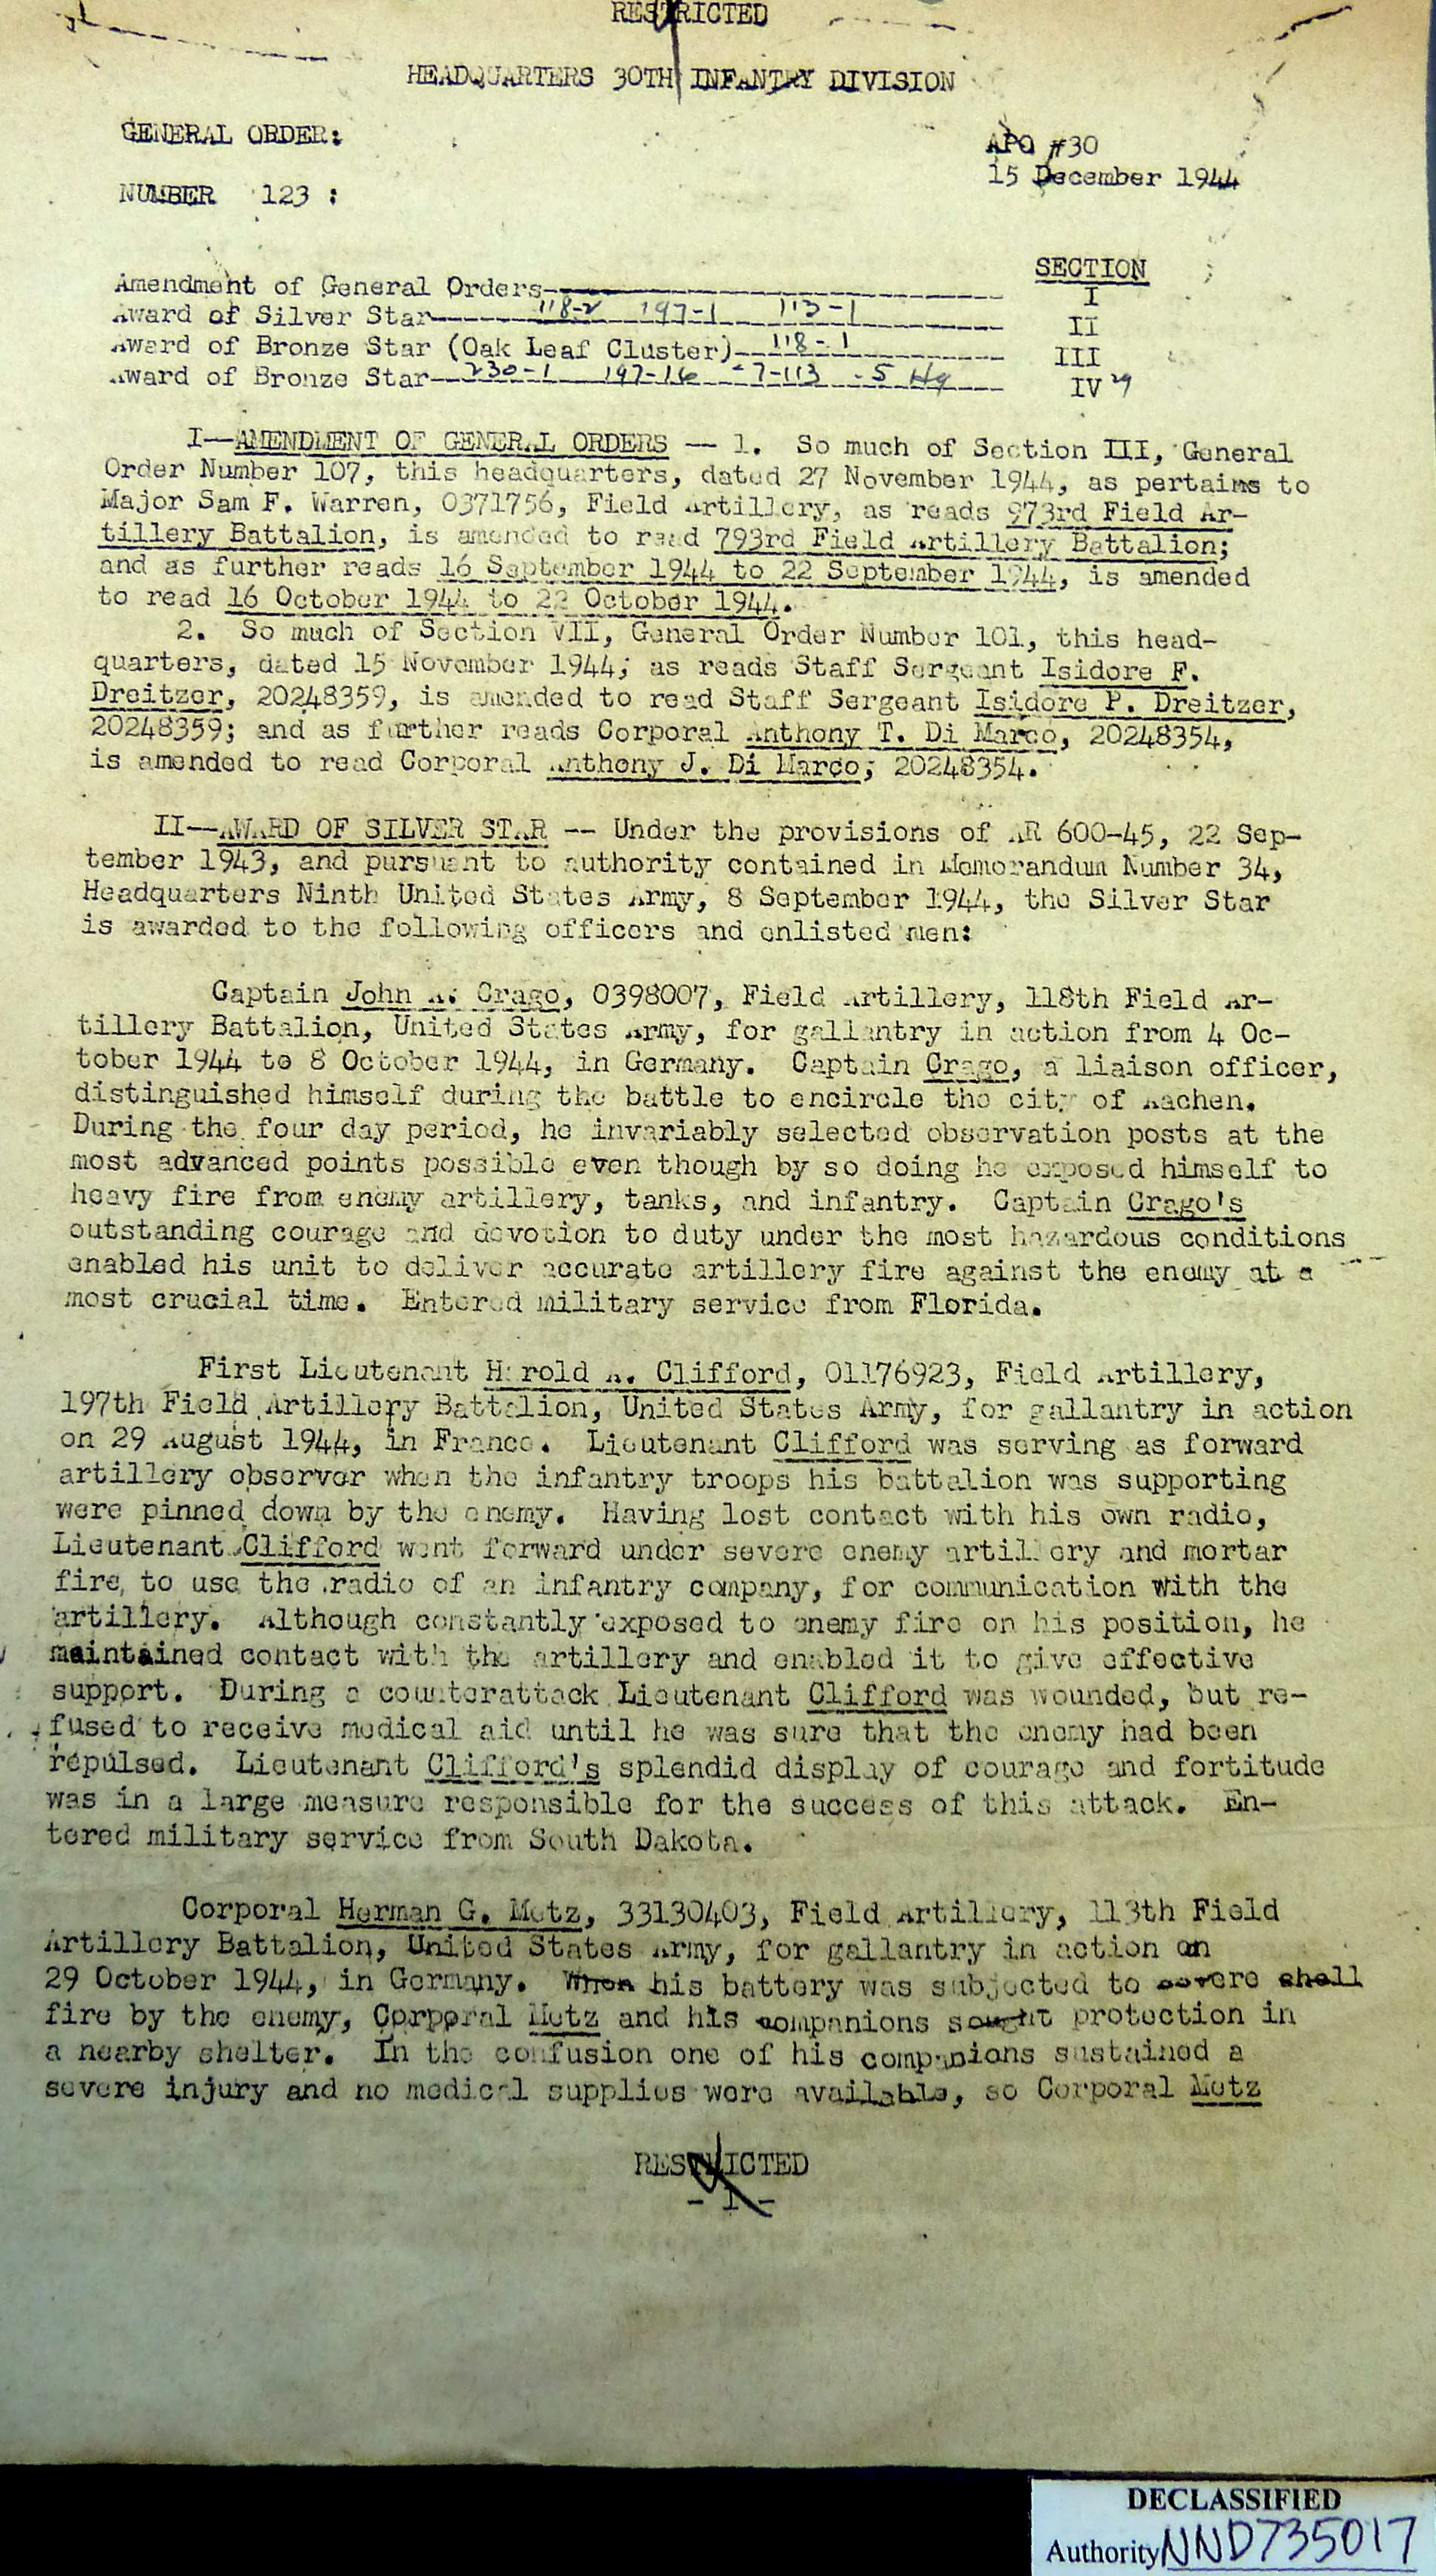 RESTRICTED
HEADQUARTERS 30TH INFANTRY DIVISION
GENERAL ORDER:
APO #30
15 December 1944
NUMBER 123 :
SECTION
Amendment of General Orders-------------------- I
Award of Silver Star------118-2 197-1 113-1-------- II
Award of Bronze Star (Oak Leaf Cluster)--118-1-------- III
Award of Bronze Star--230-1 197-16 -7-113 -5 Hq--- IV 29
I--AMENDMENT OF GENERAL ORDERS -- 1. So much of Section III, General
Order Number 107, this headquarters, dated 27 November 1944, as pertains to
Major Sam F. Warren, 0371756, Field Artillery, as reads 973rd Field Ar-
tillery Battalion, is amended to read 793rd Field Artillery Battalion;
and as further reads 16 September 1944 to 22 September 1944, is amended
to read 16 October 1944 to 22 October 1944.
2. So much of Section VII, General Order Number 101, this head-
quarters, dated 15 November 1944; as reads Staff Sergeant Isidore F.
Dreitzer, 20248359, is amended to read Staff Sergeant Isidore P. Dreitzer,
20248359; and as further reads Corporal Anthony T. Di Marco, 20248354,
is amended to read Corporal Anthony J. Di Marco; 20248354.
II--AWARD OF SILVER STAR -- Under the provisions of AR 600-45, 22 Sep-
tember 1943, and pursuant to authority contained in Memorandum Number 34,
Headquarters Ninth United States Army, 8 September 1944, the Silver Star
is awarded to the following officers and enlisted men:
Captain John A. Crago, 0398007, Field Artillery, 118th Field Ar-
tillery Battalion, United States Army, for gallantry in action from 4 Oc-
tober 1944 to 8 October 1944, in Germany. Captain Crago, a liaison officer,
distinguished himself during the battle to encircle the city of Aachen.
During the four day period, he invariably selected observation posts at the
most advanced points possible even though by so doing he exposed himself to
heavy fire from enemy artillery, tanks, and infantry. Captain Crago's
outstanding courage and devotion to duty under the most hazardous conditions
enabled his unit to deliver accurate artillery fire against the enemy at a
most crucial time. Entered military service from Florida.
First Lieutenant Harold A. Clifford, 01176923, Field Artillery,
197th Field Artillery Battalion, United States Army, for gallantry in action
on 29 August 1944, in France. Lieutenant Clifford was serving as forward
artillery observer when the infantry troops his battalion was supporting
were pinned down by the enemy. Having lost contact with his own radio,
Lieutenant Clifford went forward under severe enemy artillery and mortar
fire, to use the radio of an infantry company, for communication with the
artillery. Although constantly exposed to enemy fire on his position, he
maintained contact with the artillery and enabled it to give effective
support. During a counterattack Lieutenant Clifford was wounded, but re-
fused to receive medical aid until he was sure that the enemy had been
repulsed. Lieutenant Clifford's splendid display of courage and fortitude
was in a large measure responsible for the success of this attack. En-
tered military service from South Dakota.
Corporal Herman G. Metz, 33130403, Field Artillery, 113th Field
Artillery Battalion, United States Army, for gallantry in action on
29 October 1944, in Germany. When his battery was subjected to severe shell
fire by the enemy, Corporal Metz and his companions sought protection in
a nearby shelter. In the confusion one of his companions sustained a
severe injury and no medical supplies were available, so Corporal Metz
RESTRICTED
- 1 -
DECLASSIFIED
Authority NND735017